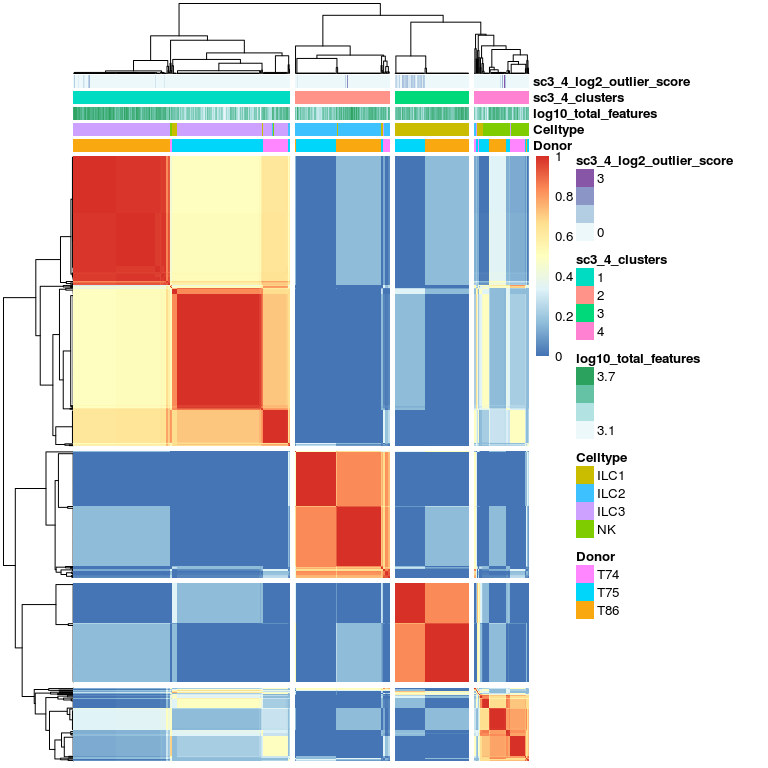 sc3_4_log2_outlier_score
sc3_4_clusters
log10_total_features
Celltype
Donor
1
0.8
0.6
0.4
0.2
0
sc3_4_log2_outlier_score
3
0
sc3_4_clusters
1
2
3
4
log10_total_features
3.7
3.1
Celltype
ILC1
ILC2
ILC3
NK
Donor
T74
T75
T86